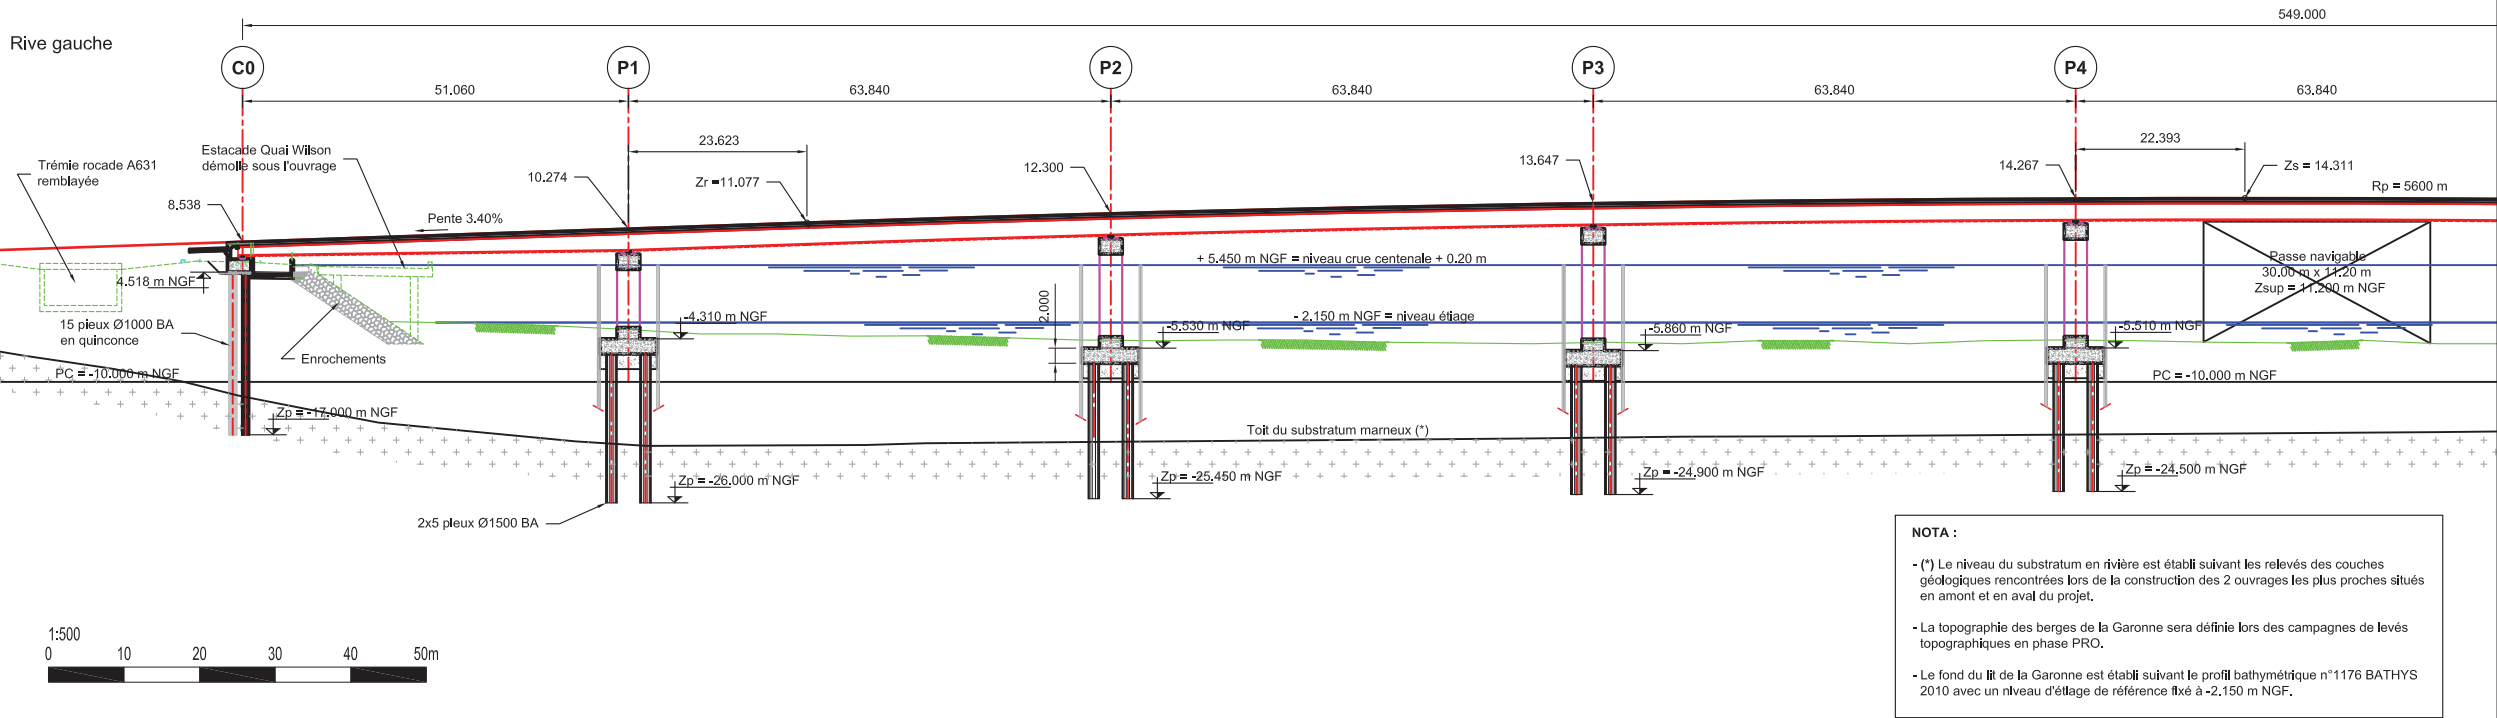 549.000
Rive gauche
C0
P1
P2
P3
P4
51.060
63.840
63.840
63.840
63.840
23.623
22.393
Estacade Quai Wilson
démolie sous l'ouvrage
Trémie rocade A631
remblayée
8.538
10.274
Zr =11.077
12.300
13.647
14.267
Zs = 14.311
Rp = 5600 m
Pente 3.40%
+ 5.450 m NGF = niveau crue centenale + 0.20 m
Passe navigable
30.00 m x 11.20 m
Zsup = 11.200 m NGF
4.518 m NGF
2.000
- 2.150 m NGF = niveau étiage
-4.310 m NGF
-5.530 m NGF
-5.860 m NGF
-5.510 m NGF
15 pieux Ø1000 BA
en quinconce
Enrochements
PC = -10.000 m NGF
PC = -10.000 m NGF
Zp = -17.000 m NGF
Toit du substratum marneux (*)
Zp = -26.000 m NGF
Zp = -25.450 m NGF
Zp = -24.900 m NGF
Zp = -24.500 m NGF
2x5 pieux Ø1500 BA
NOTA :
- (*) Le niveau du substratum en rivière est établi suivant les relevés des couches
géologiques rencontrées lors de la construction des 2 ouvrages les plus proches situés
en amont et en aval du projet.
- La topographie des berges de la Garonne sera définie lors des campagnes de levés
topographiques en phase PRO.
- Le fond du lit de la Garonne est établi suivant le profil bathymétrique n°1176 BATHYS
2010 avec un niveau d'étiage de référence fixé à -2.150 m NGF.
1:500
0 10 20 30 40 50m